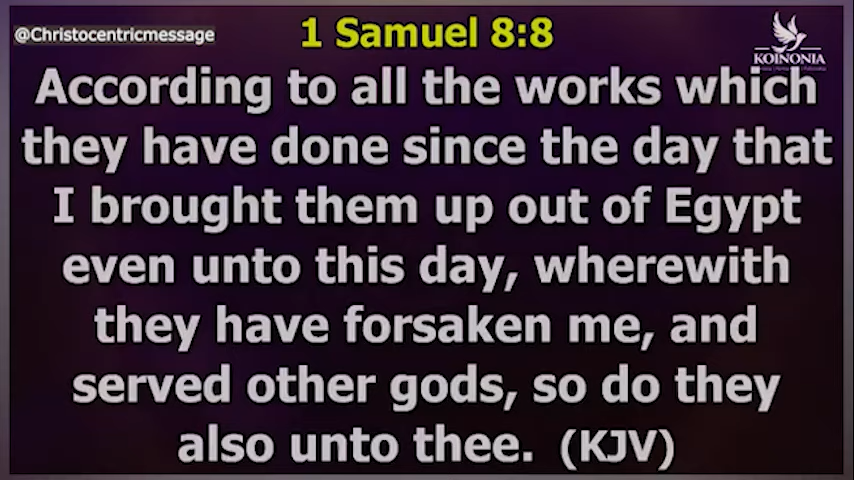 @Christocentricmessage
1 Samuel 8:8
KOINONIA
According to all the works which
they have done since the day that
I brought them up out of Egypt
even unto this day, wherewith
they have forsaken me, and
served other gods, so do they
also unto thee. (KJV)